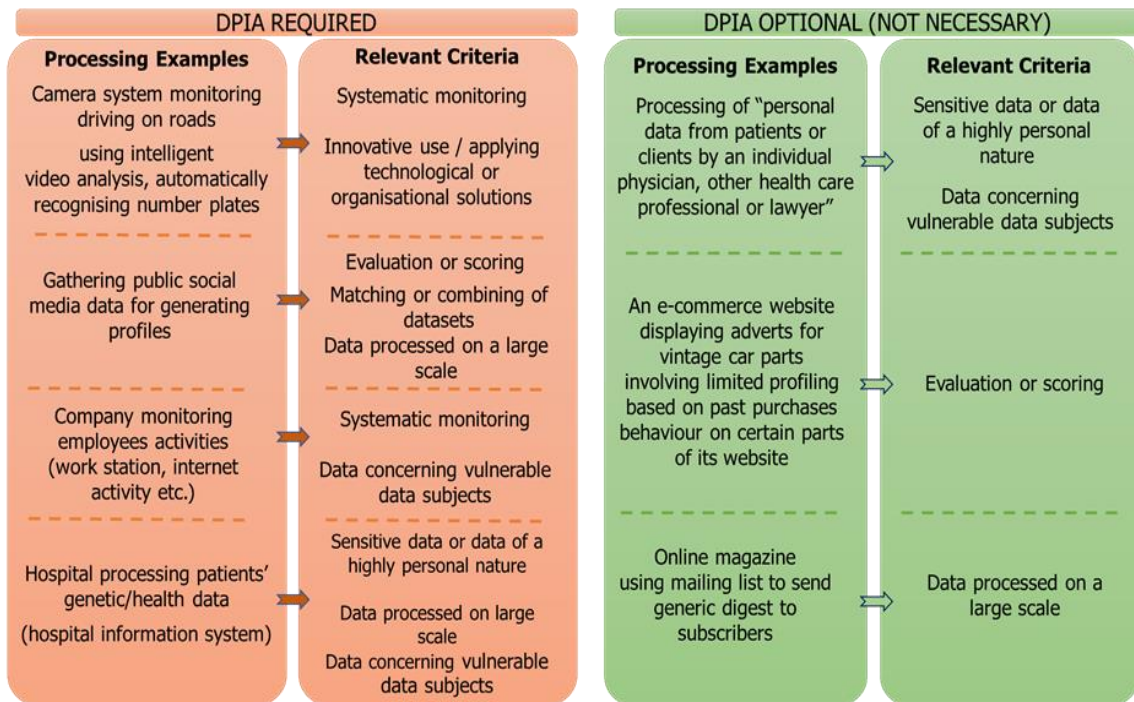 DPIA REQUIRED
Processing Examples
Camera system monitoring
driving on roads
using intelligent
video analysis, automatically
recognising number plates
Gathering public social
media data for generating
profiles
Company monitoring
employees activities
(work station, internet
activity etc.)
Hospital processing patients'
genetic/health data
(hospital information system)
Relevant Criteria
Systematic monitoring
Innovative use / applying
technological or
organisational solutions
Evaluation or scoring
Matching or combining of
datasets
Data processed on a large
scale
Systematic monitoring
Data concerning vulnerable
data subjects
Sensitive data or data of a
highly personal nature
Data processed on large
scale
Data concerning vulnerable
data subjects
DPIA OPTIONAL (NOT NECESSARY)
Processing Examples
Processing of "personal
data from patients or
clients by an individual
physician, other health care
professional or lawyer"
An e-commerce website
displaying adverts for
vintage car parts
involving limited profiling
based on past purchases
behaviour on certain parts
of its website
Online magazine
using mailing list to send
generic digest to
subscribers
Relevant Criteria
Sensitive data or data
of a highly personal
nature
Data concerning
vulnerable data subjects
Evaluation or scoring
Data processed on a
large scale